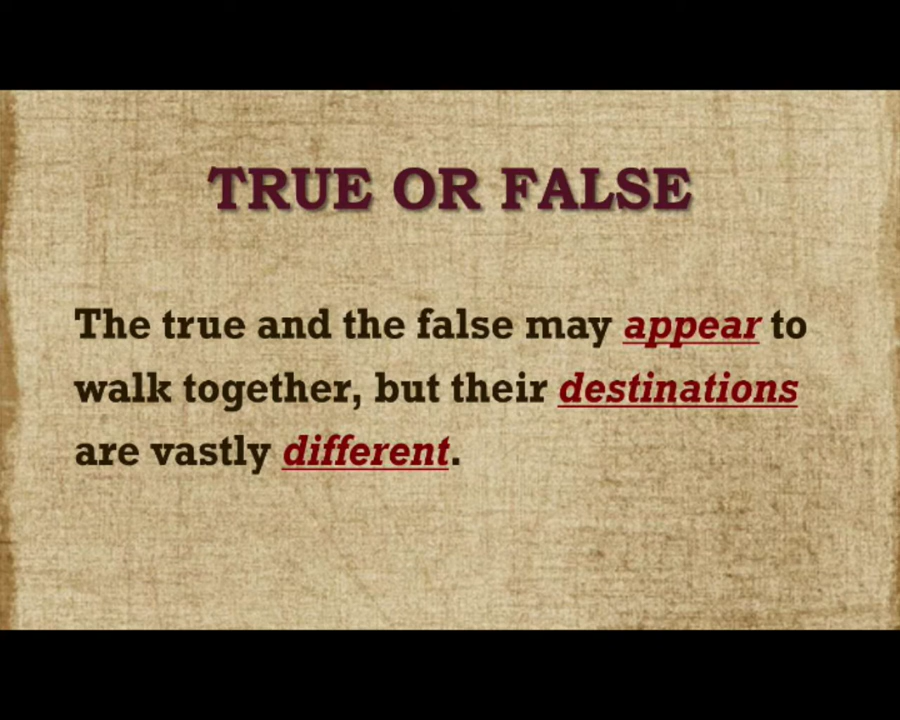 TRUE OR FALSE
The true and the false may appear to
walk together, but their destinations
are vastly different.